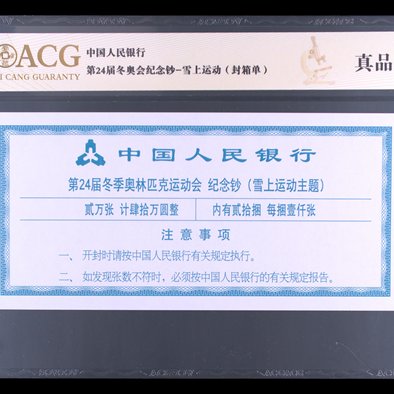 ACG
I CANG GUARANTY
中国人民银行
第24届冬奥会纪念钞-雪上运动（封箱单）
真品
中国人民银行
第24届冬季奥林匹克运动会 纪念钞（雪上运动主题）
贰万张 计肆拾万圆整 内有贰拾捆 每捆壹仟张
注意事项
一、开封时请按中国人民银行有关规定执行。
二、如发现张数不符时，必须按中国人民银行的有关规定报告。